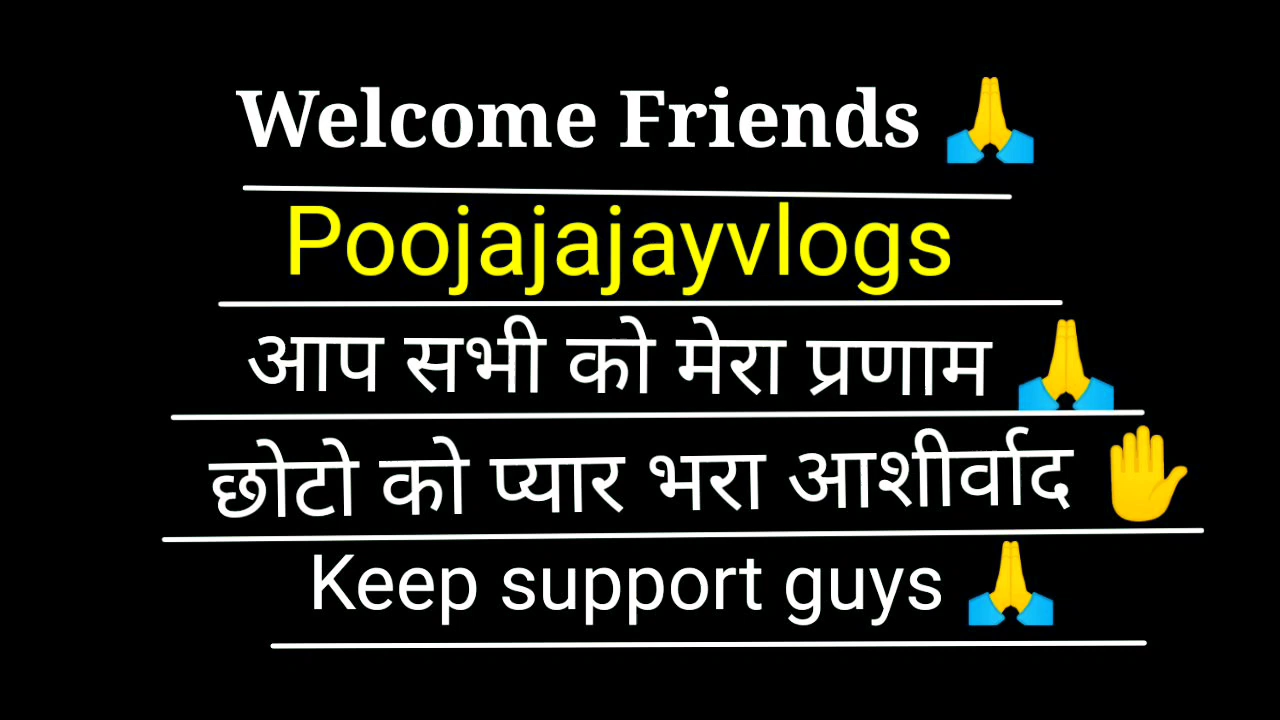 Welcome Friends 🙏
Poojajajayvlogs
आप सभी को मेरा प्रणाम 🙏
छोटो को प्यार भरा आशीर्वाद ✋
Keep support guys 🙏